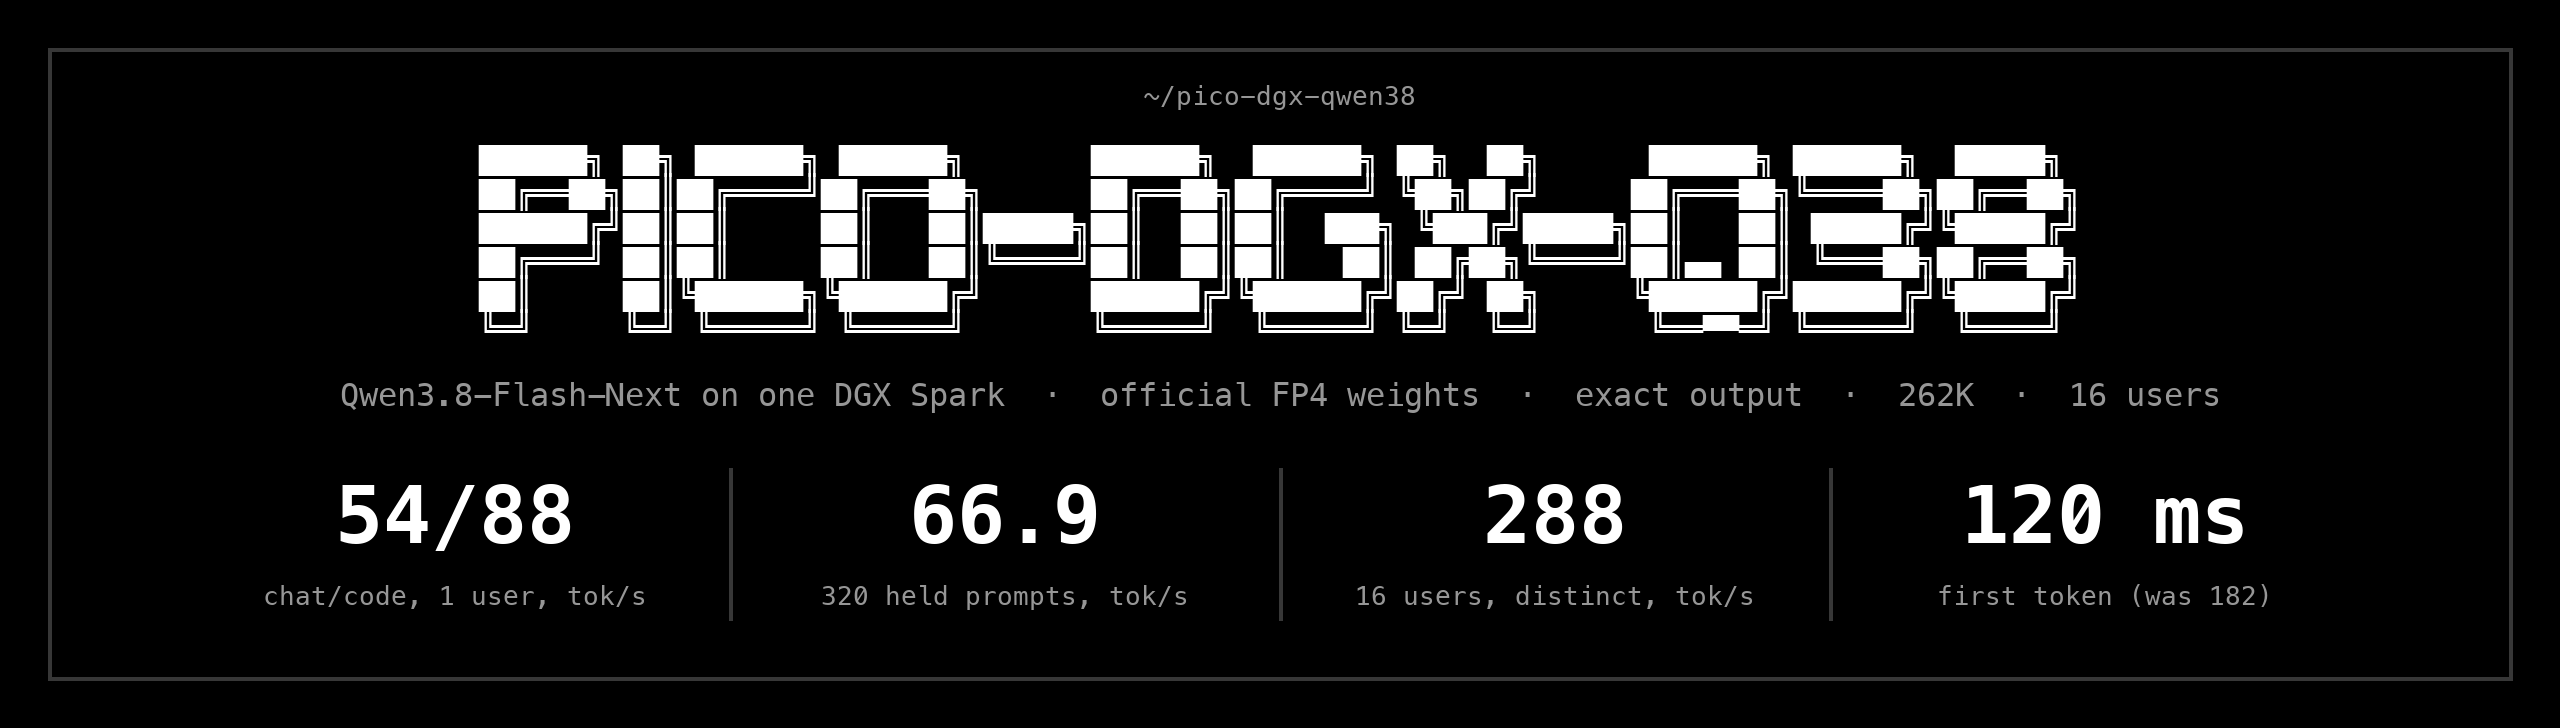 ~/pico-dgx-qwen38
PICO-DGX-Q38
Qwen3.8-Flash-Next on one DGX Spark · official FP4 weights · exact output · 262K · 16 users
54/88
chat/code, 1 user, tok/s
66.9
320 held prompts, tok/s
288
16 users, distinct, tok/s
120 ms
first token (was 182)